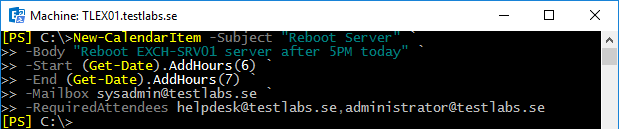 Machine: TLEX01.testlabs.se
[PS] C:\>New-CalendarItem -Subject "Reboot Server" `
>> -Body "Reboot EXCH-SRV01 server after 5PM today" `
>> -Start (Get-Date).AddHours(6) `
>> -End (Get-Date).AddHours(7) `
>> -Mailbox sysadmin@testlabs.se `
>> -RequiredAttendees helpdesk@testlabs.se,administrator@testlabs.se
[PS] C:\>